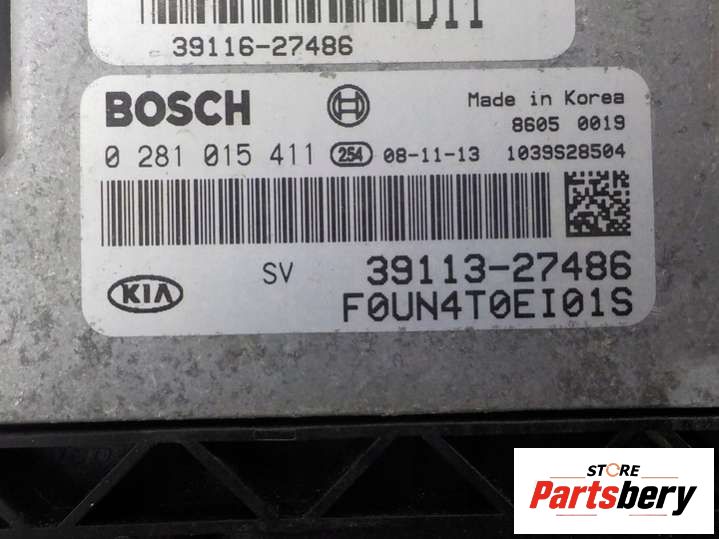 39116-27486
BOSCH
Made in Korea
8605 0019
0 281 015 411 254 08-11-13 1039S28504
SV 39113-27486
KIA F0UN4T0EI01S
STORE
Partsbery